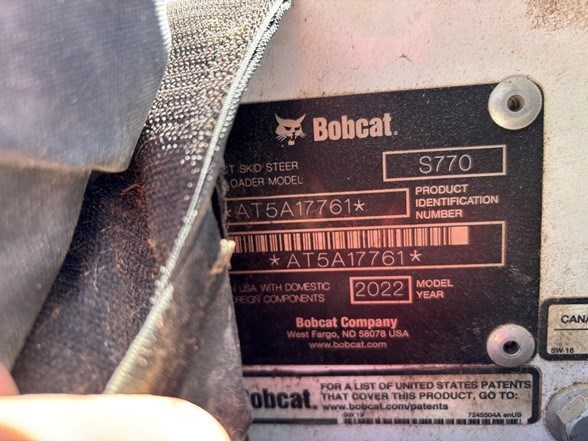 Bobcat.
CT SKID STEER
LOADER MODEL
S770
*AT5A17761*
PRODUCT
IDENTIFICATION
NUMBER
*AT5A17761*
N USA WITH DOMESTIC
REIGN COMPONENTS
2022
MODEL
YEAR
Bobcat Company
West Fargo, ND 58078 USA
www.bobcat.com
CANA
SW 16
Bobcat.
FOR A LIST OF UNITED STATES PATENTS
THAT COVER THIS PRODUCT, GO TO:
www.bobcat.com/patents
SW 19
7245504A enUS